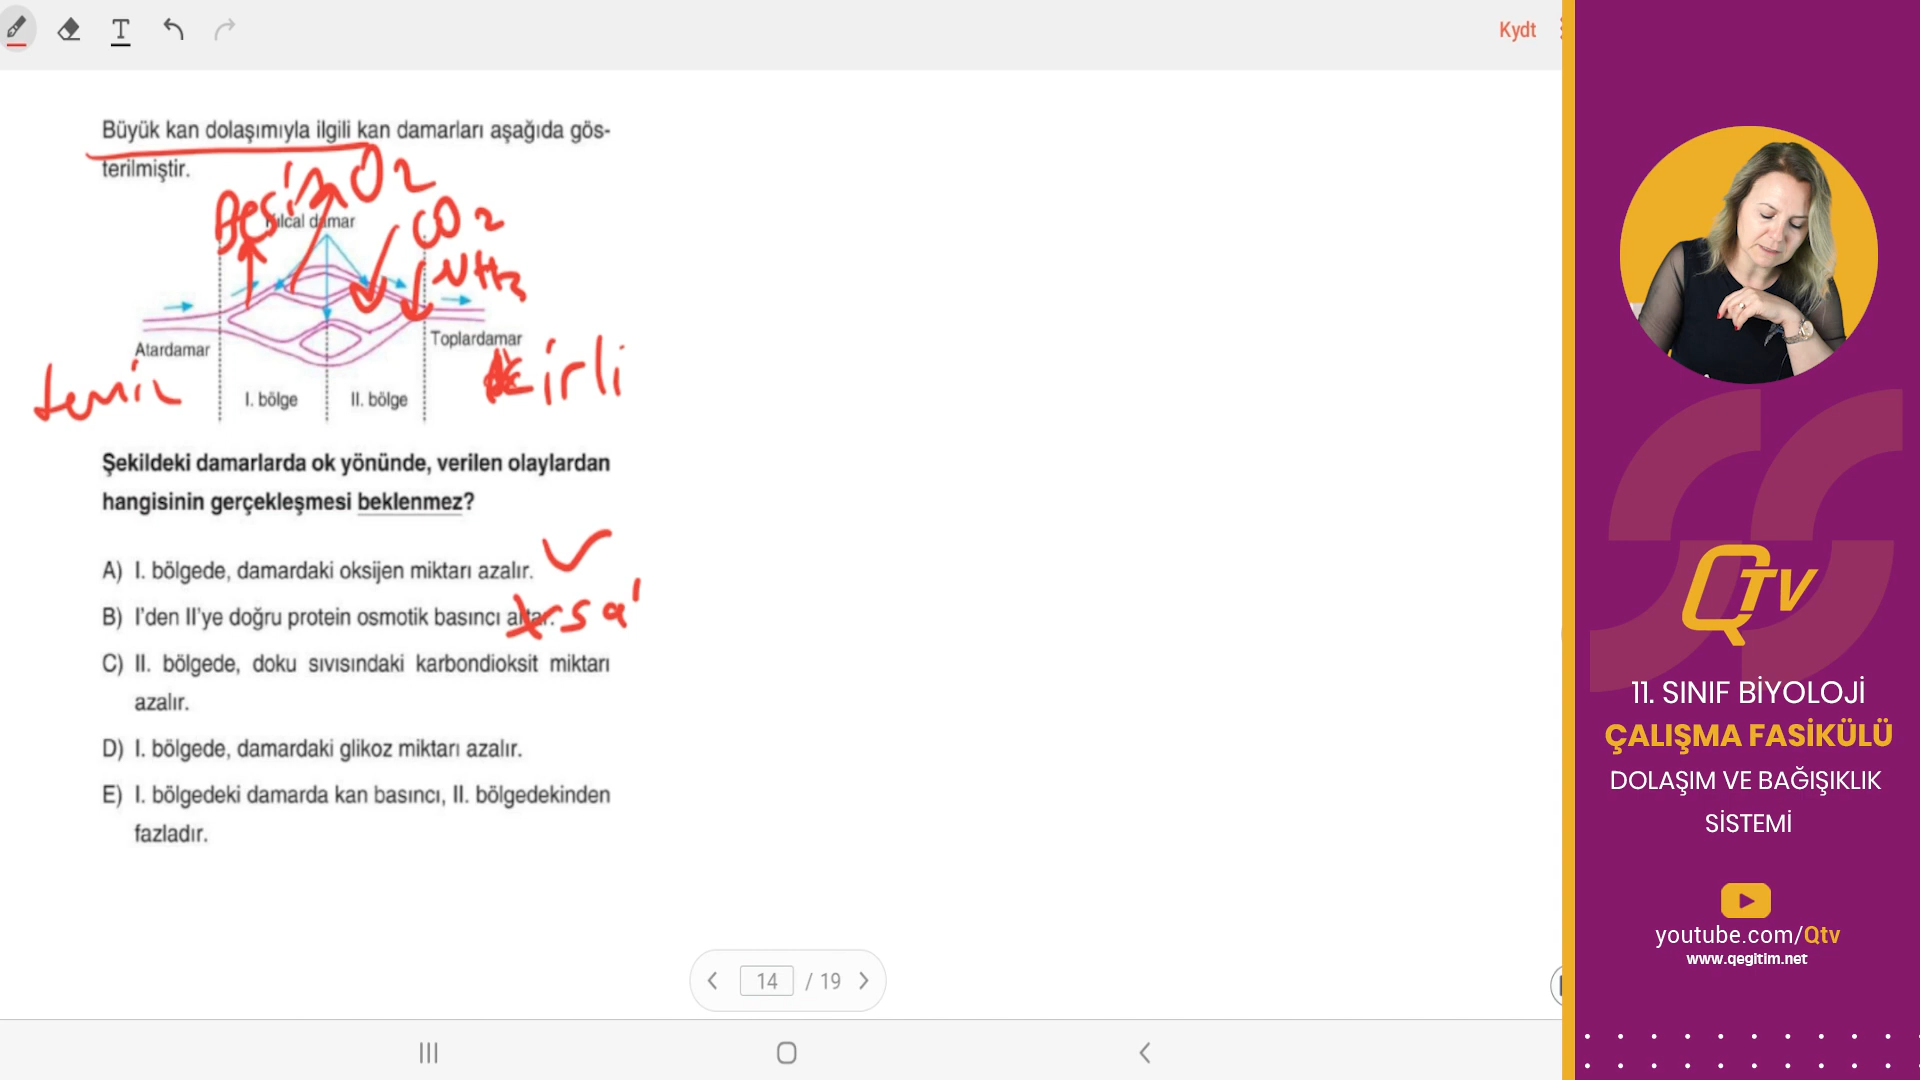 Kydt
Büyük kan dolaşımıyla ilgili kan damarları aşağıda gös-
terilmiştir.
Besin O2
Kılcal damar
CO2
NH3
Atardamar
Toplardamar
temiz
kirli
I. bölge
II. bölge
Şekildeki damarlarda ok yönünde, verilen olaylardan
hangisinin gerçekleşmesi beklenmez?
A) I. bölgede, damardaki oksijen miktarı azalır.
B) I'den II'ye doğru protein osmotik basıncı artar.
C) II. bölgede, doku sıvısındaki karbondioksit miktarı
azalır.
D) I. bölgede, damardaki glikoz miktarı azalır.
E) I. bölgedeki damarda kan basıncı, II. bölgedekinden
fazladır.
14 / 19
QTV
11. SINIF BİYOLOJİ
ÇALIŞMA FASİKÜLÜ
DOLAŞIM VE BAĞIŞIKLIK
SİSTEMİ
youtube.com/Qtv
www.qegitim.net